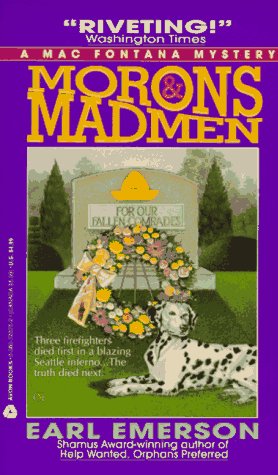 "RIVETING!"
Washington Times
A MAC FONTANA MYSTERY
MORONS
&
MADMEN
FOR OUR
FALLEN COMRADES
Three firefighters
died first in a blazing
Seattle inferno...The
truth died next.
EARL EMERSON
Shamus Award-winning author of
Help Wanted, Orphans Preferred